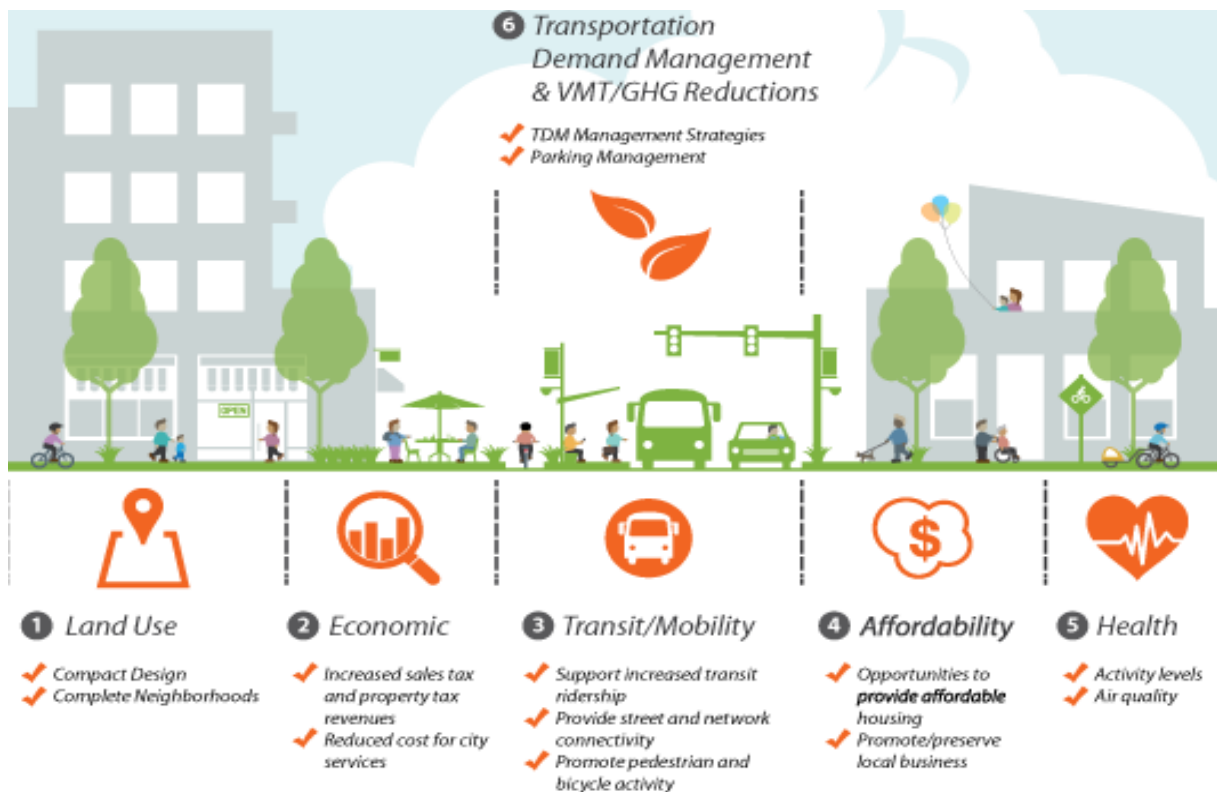 6 Transportation
Demand Management
& VMT/GHG Reductions
TDM Management Strategies
Parking Management
OPEN
1 Land Use
Compact Design
Complete Neighborhoods
2 Economic
Increased sales tax
and property tax
revenues
Reduced cost for city
services
3 Transit/Mobility
Support increased transit
ridership
Provide street and network
connectivity
Promote pedestrian and
bicycle activity
$
4 Affordability
Opportunities to
provide affordable
housing
Promote/preserve
local business
5 Health
Activity levels
Air quality